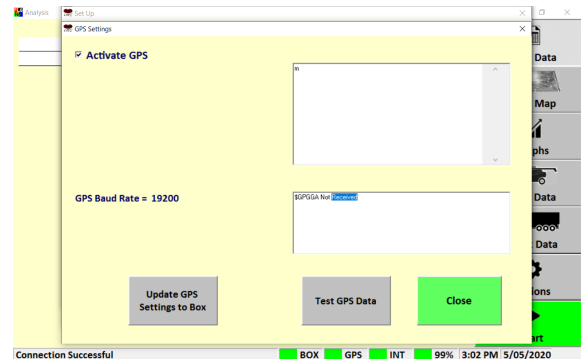 Analysis
Set Up
GPS Settings
Activate GPS
m
Data
Map
phs
Data
GPS Baud Rate = 19200
$GPGGA Not Received
Data
Update GPS
Settings to Box
Test GPS Data
Close
ions
art
Connection Successful BOX GPS INT 99% 3:02 PM 5/05/2020